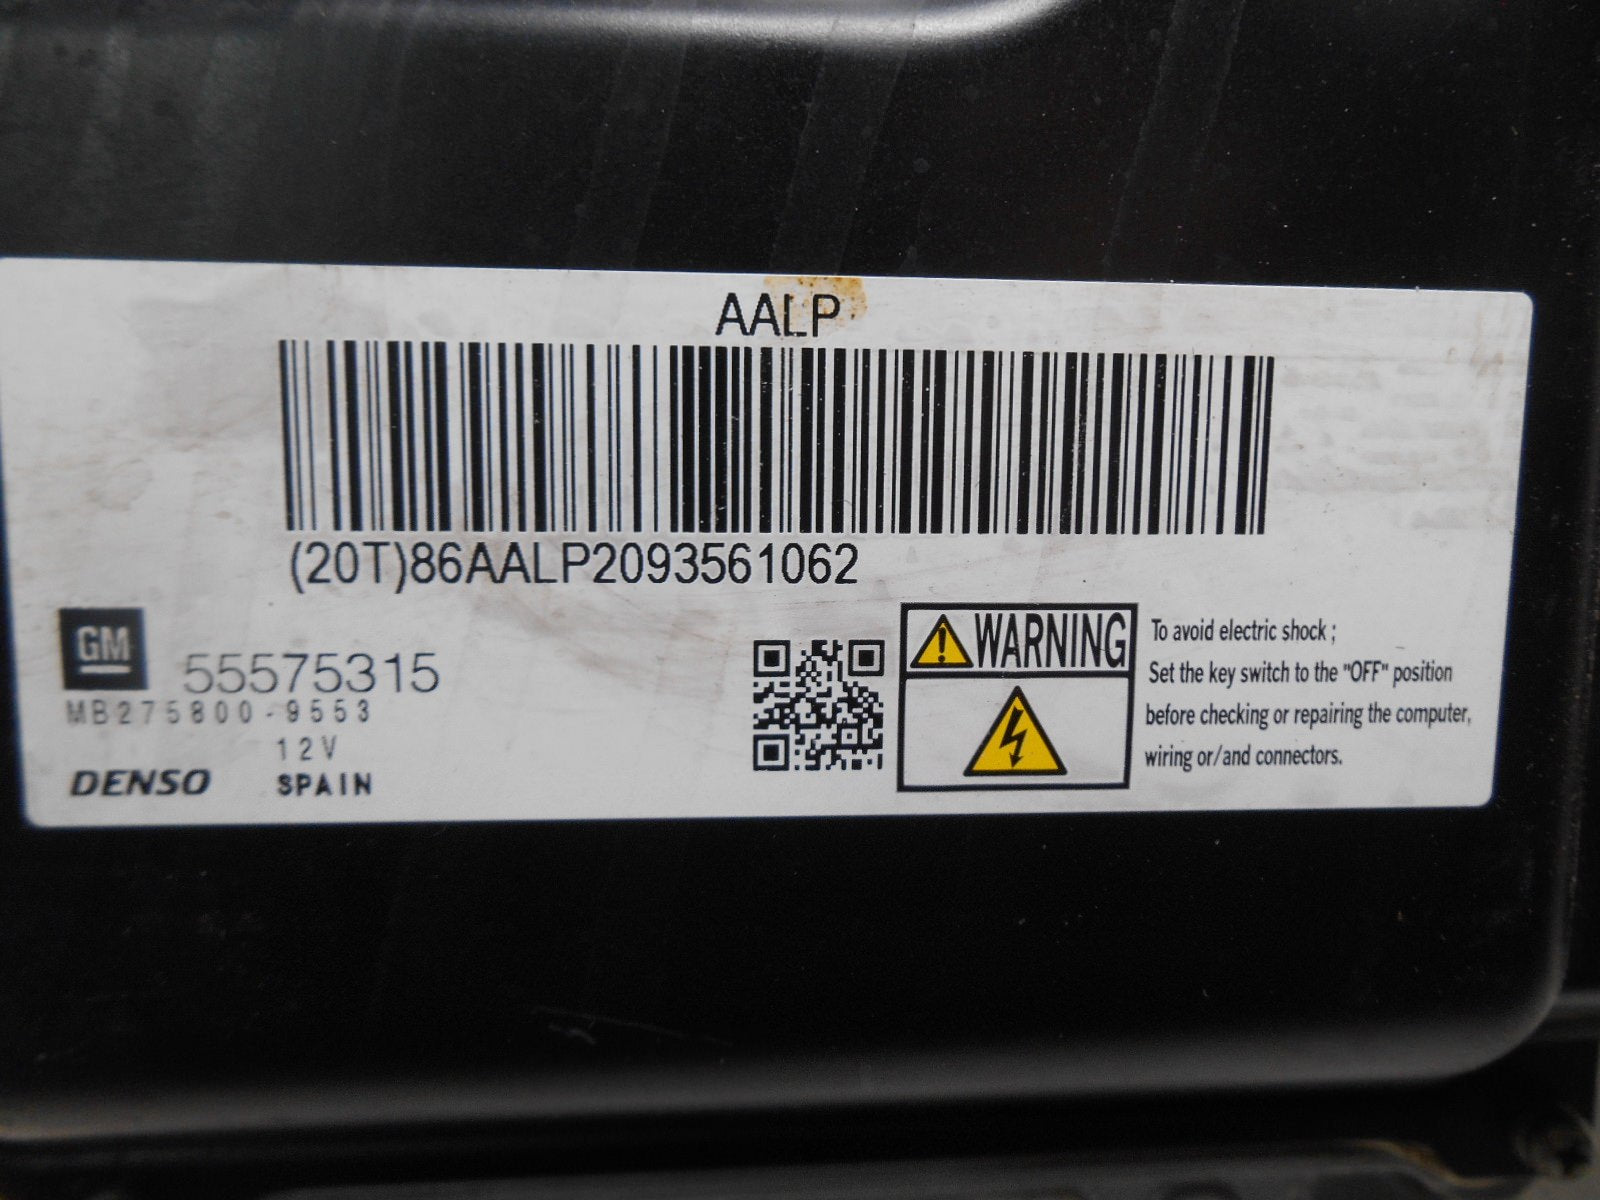 AALP
(20T)86AALP2093561062
GM
55575315
MB275800-9553
12V
DENSO SPAIN
WARNING
To avoid electric shock ;
Set the key switch to the "OFF" position
before checking or repairing the computer,
wiring or/and connectors.